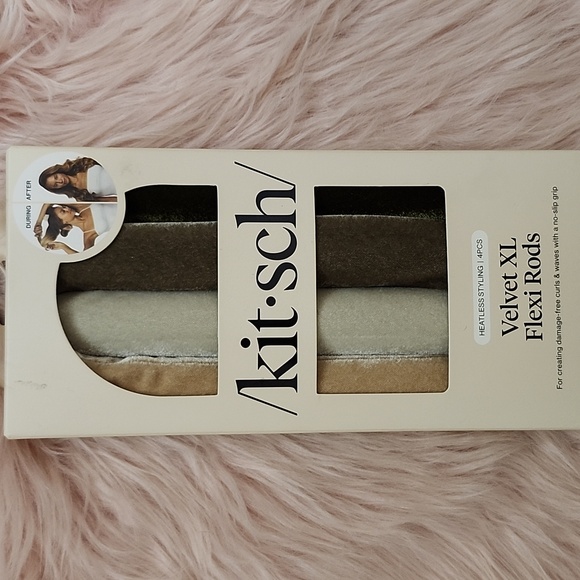 DURING AFTER
/kit·sch/
HEATLESS STYLING | 4PCS
Velvet XL
Flexi Rods
For creating damage-free curls & waves with a no-slip grip